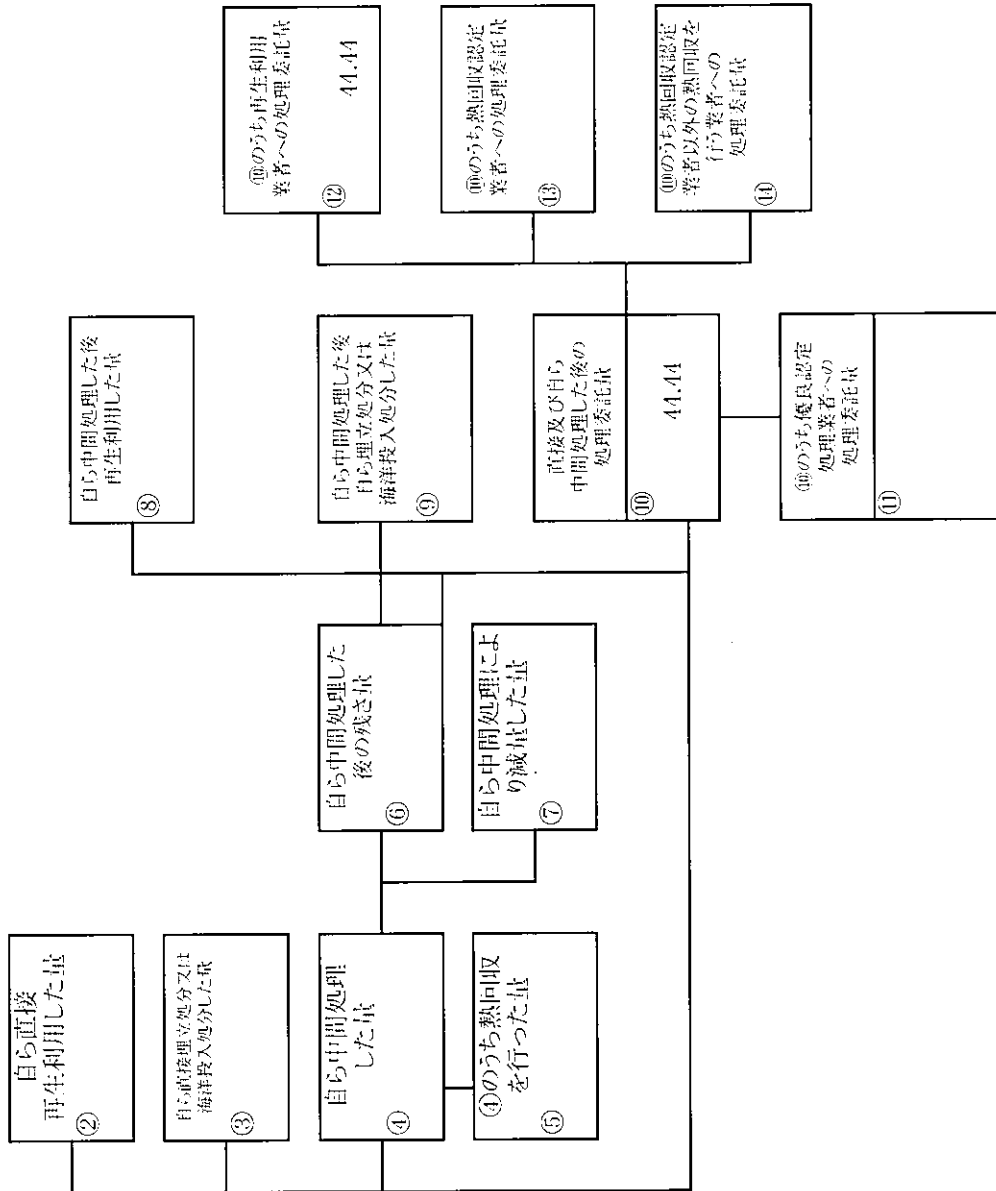 自ら直接
再生利用した量
②
自ら直接埋立処分又は
海洋投入処分した量
③
自ら中間処理
した量
④
④のうち熱回収
を行った量
⑤
自ら中間処理した
後の残さ量
⑥
自ら中間処理によ
り減量した量
⑦
自ら中間処理した後
再生利用した量
⑧
自ら中間処理した後
自ら埋立処分又は
海洋投入処分した量
⑨
直接及び自ら
中間処理した後の
処理委託量
⑩
44.44
⑩のうち優良認定
処理業者への
処理委託量
⑪
⑩のうち再生利用
業者への処理委託量
⑫
44.44
⑩のうち熱回収認定
業者への処理委託量
⑬
⑩のうち熱回収認定
業者以外の熱回収を
行う業者への
処理委託量
⑭